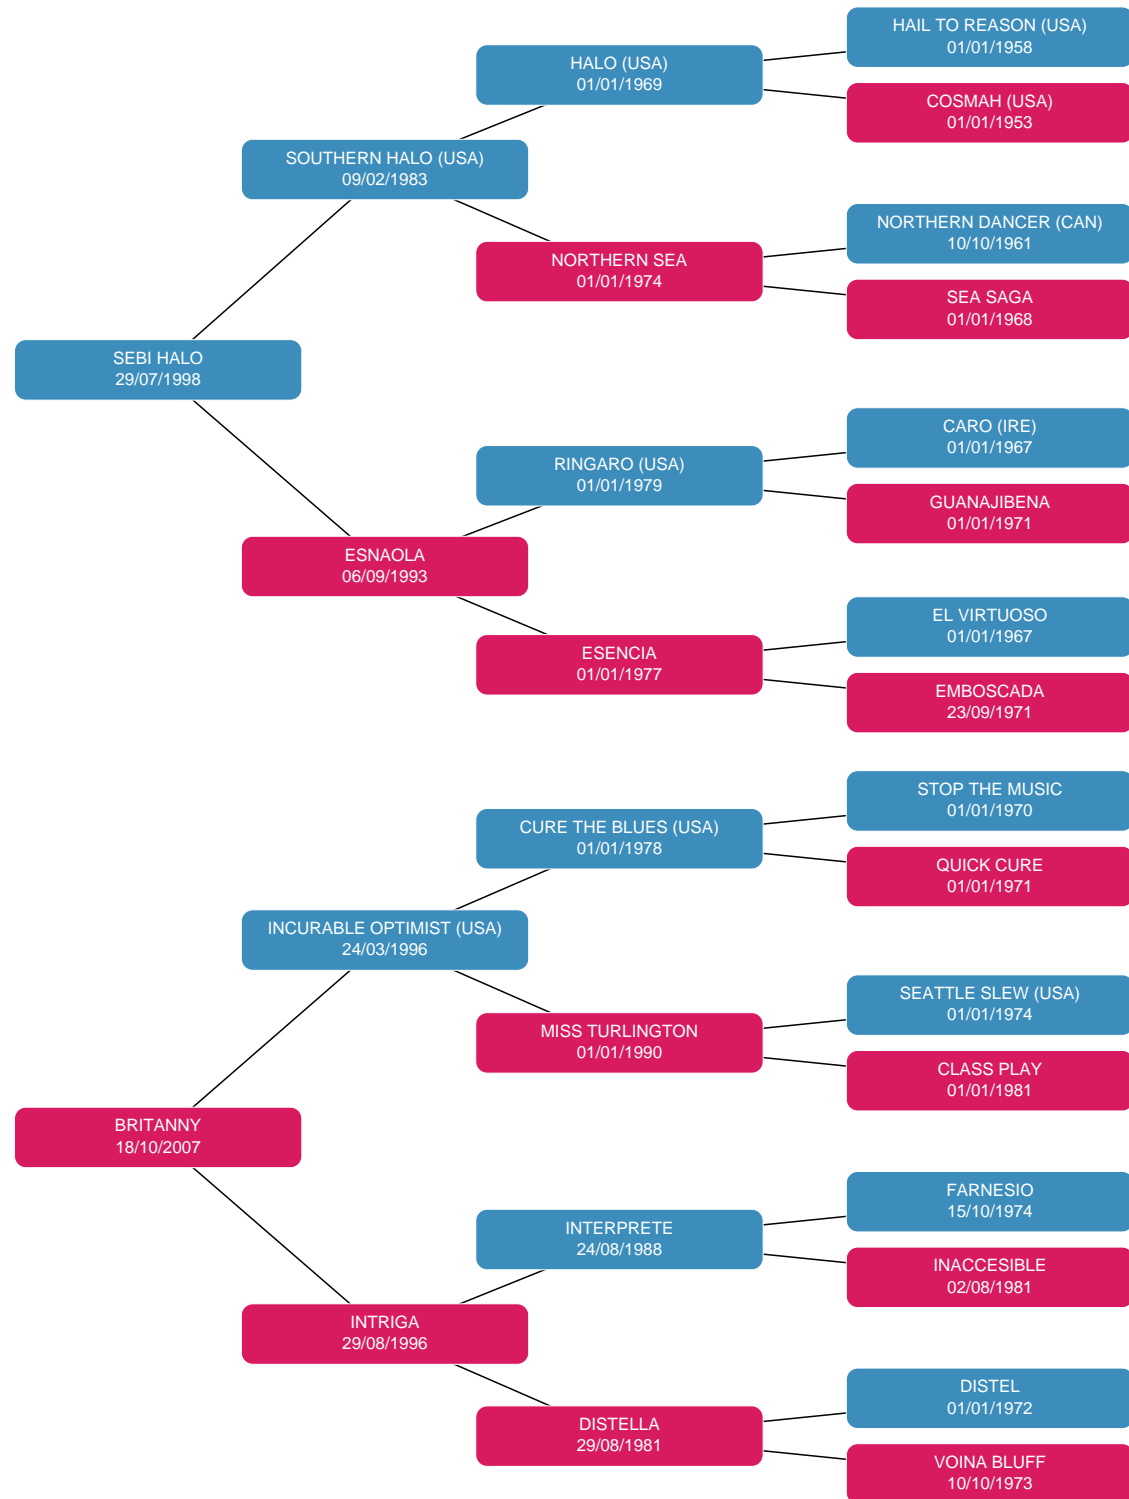 HAIL TO REASON (USA)
01/01/1958
HALO (USA)
01/01/1969
COSMAH (USA)
01/01/1953
SOUTHERN HALO (USA)
09/02/1983
NORTHERN DANCER (CAN)
10/10/1961
NORTHERN SEA
01/01/1974
SEA SAGA
01/01/1968
SEBI HALO
29/07/1998
CARO (IRE)
01/01/1967
RINGARO (USA)
01/01/1979
GUANAJIBENA
01/01/1971
ESNAOLA
06/09/1993
EL VIRTUOSO
01/01/1967
ESENCIA
01/01/1977
EMBOSCADA
23/09/1971
STOP THE MUSIC
01/01/1970
CURE THE BLUES (USA)
01/01/1978
QUICK CURE
01/01/1971
INCURABLE OPTIMIST (USA)
24/03/1996
SEATTLE SLEW (USA)
01/01/1974
MISS TURLINGTON
01/01/1990
CLASS PLAY
01/01/1981
BRITANNY
18/10/2007
FARNESIO
15/10/1974
INTERPRETE
24/08/1988
INACCESIBLE
02/08/1981
INTRIGA
29/08/1996
DISTEL
01/01/1972
DISTELLA
29/08/1981
VOINA BLUFF
10/10/1973